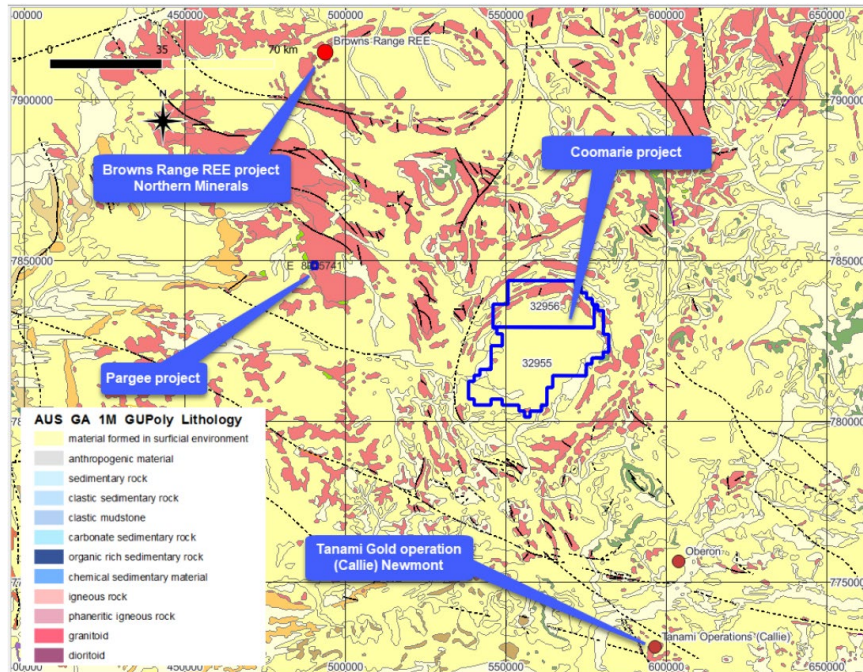 00000
450000
500000
550000
600000
650000
0
35
70 km
N
Browns Range REE
7900000
7900000
Browns Range REE project
Northern Minerals
Coomarie project
7850000
7850000
E
Pargee project
32956
32955
7800000
780000
AUS GA 1M GUPoly Lithology
material formed in surficial environment
anthropogenic material
sedimentary rock
clastic sedimentary rock
clastic mudstone
carbonate sedimentary rock
organic rich sedimentary rock
chemical sedimentary material
igneous rock
phaneritic igneous rock
granitoid
dioritoid
Tanami Gold operation
(Callie) Newmont
Oberon
775000
Tanami Operations (Callie)
00000
450000
500000
550000
600000
650000